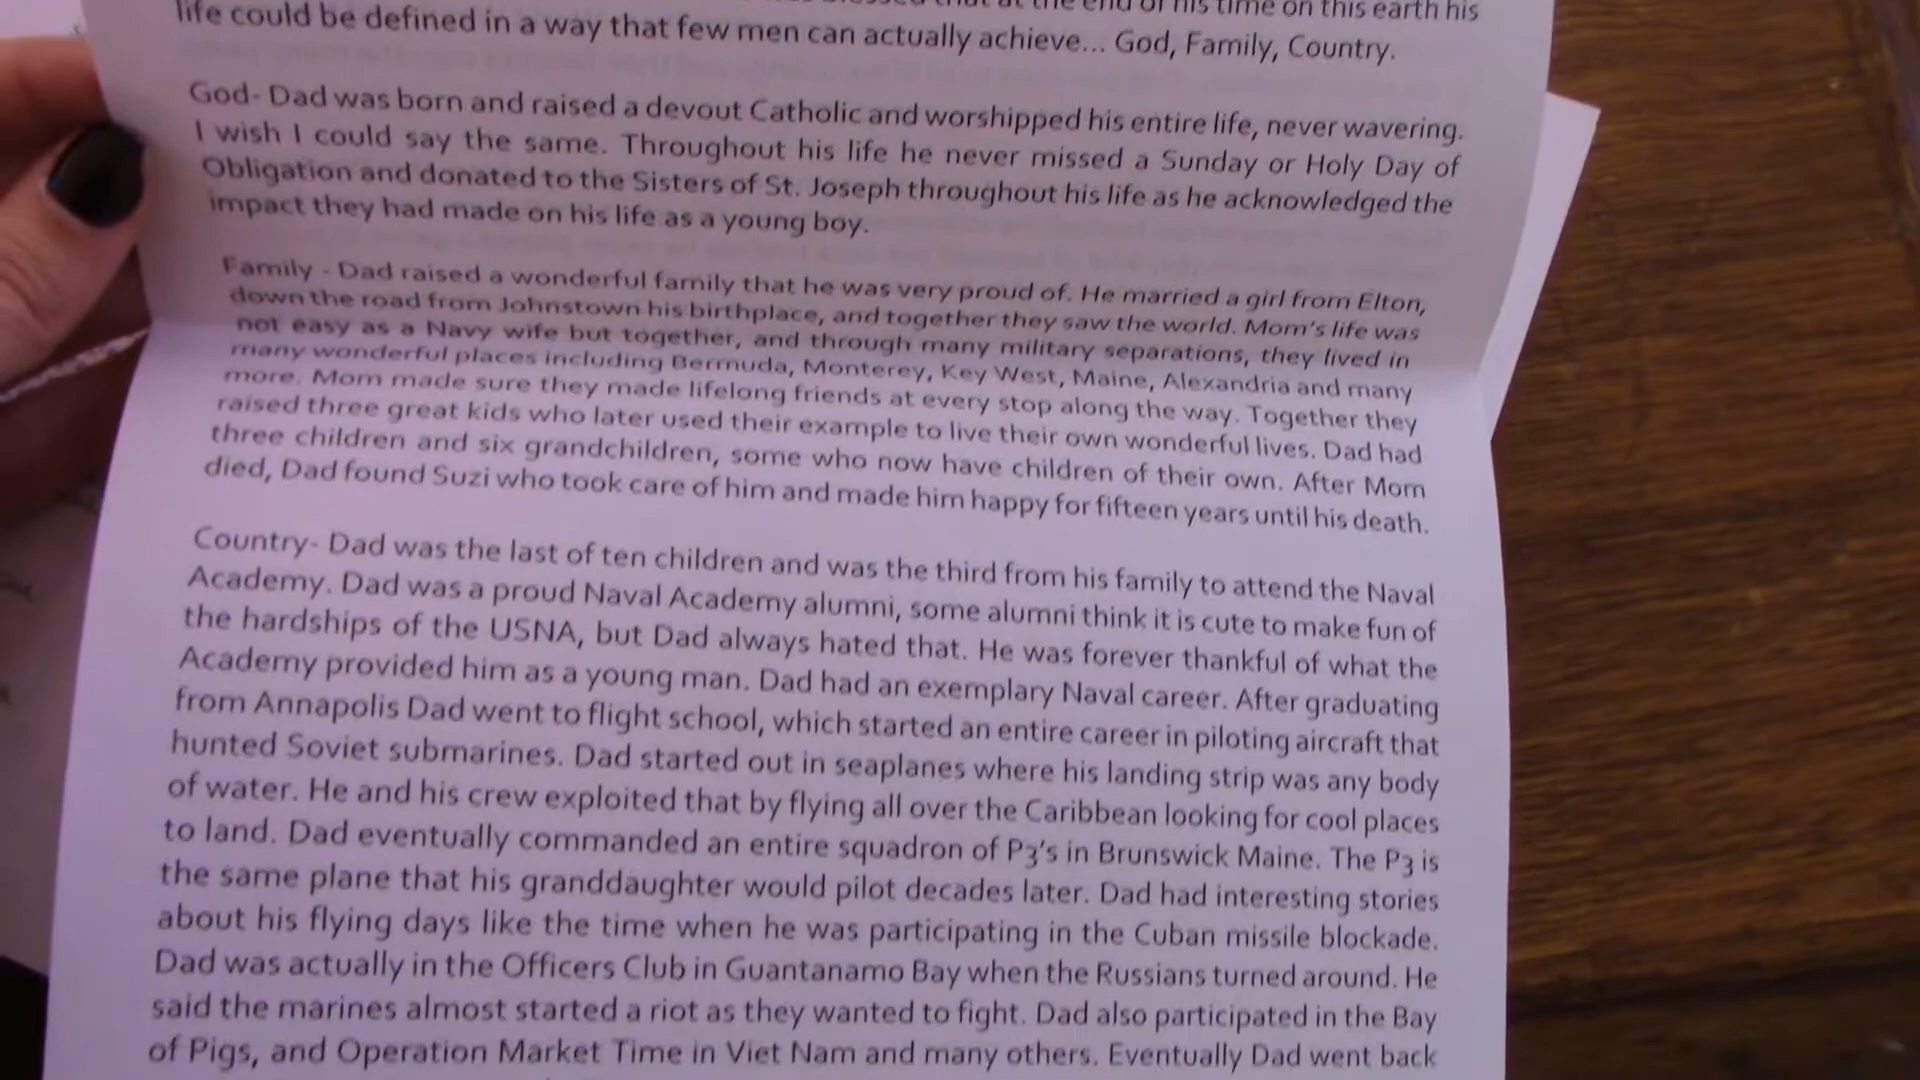 at the end of his time on this earth his
life could be defined in a way that few men can actually achieve... God, Family, Country.
God- Dad was born and raised a devout Catholic and worshipped his entire life, never wavering.
I wish I could say the same. Throughout his life he never missed a Sunday or Holy Day of
Obligation and donated to the Sisters of St. Joseph throughout his life as he acknowledged the
impact they had made on his life as a young boy.
Family - Dad raised a wonderful family that he was very proud of. He married a girl from Elton,
down the road from Johnstown his birthplace, and together they saw the world. Mom's life was
not easy as a Navy wife but together, and through many military separations, they lived in
many wonderful places including Bermuda, Monterey, Key West, Maine, Alexandria and many
more. Mom made sure they made lifelong friends at every stop along the way. Together they
raised three great kids who later used their example to live their own wonderful lives. Dad had
three children and six grandchildren, some who now have children of their own. After Mom
died, Dad found Suzi who took care of him and made him happy for fifteen years until his death.
Country- Dad was the last of ten children and was the third from his family to attend the Naval
Academy. Dad was a proud Naval Academy alumni, some alumni think it is cute to make fun of
the hardships of the USNA, but Dad always hated that. He was forever thankful of what the
Academy provided him as a young man. Dad had an exemplary Naval career. After graduating
from Annapolis Dad went to flight school, which started an entire career in piloting aircraft that
hunted Soviet submarines. Dad started out in seaplanes where his landing strip was any body
of water. He and his crew exploited that by flying all over the Caribbean looking for cool places
to land. Dad eventually commanded an entire squadron of P3's in Brunswick Maine. The P3 is
the same plane that his granddaughter would pilot decades later. Dad had interesting stories
about his flying days like the time when he was participating in the Cuban missile blockade.
Dad was actually in the Officers Club in Guantanamo Bay when the Russians turned around. He
said the marines almost started a riot as they wanted to fight. Dad also participated in the Bay
of Pigs, and Operation Market Time in Viet Nam and many others. Eventually Dad went back